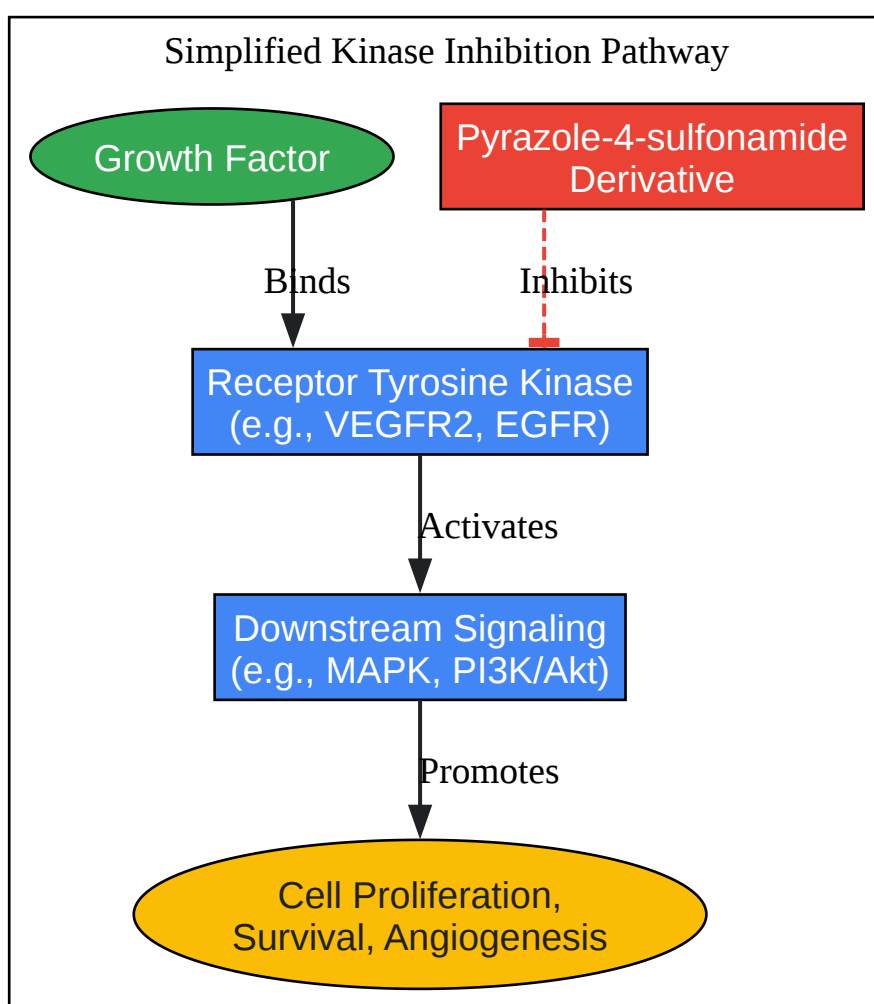 Simplified Kinase Inhibition Pathway
Growth Factor
Pyrazole-4-sulfonamide
Derivative
Binds
Inhibits
Receptor Tyrosine Kinase
(e.g., VEGFR2, EGFR)
Activates
Downstream Signaling
(e.g., MAPK, PI3K/Akt)
Promotes
Cell Proliferation,
Survival, Angiogenesis